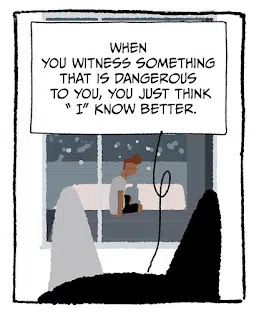 WHEN
YOU WITNESS SOMETHING
THAT IS DANGEROUS
TO YOU, YOU JUST THINK
" I" KNOW BETTER.